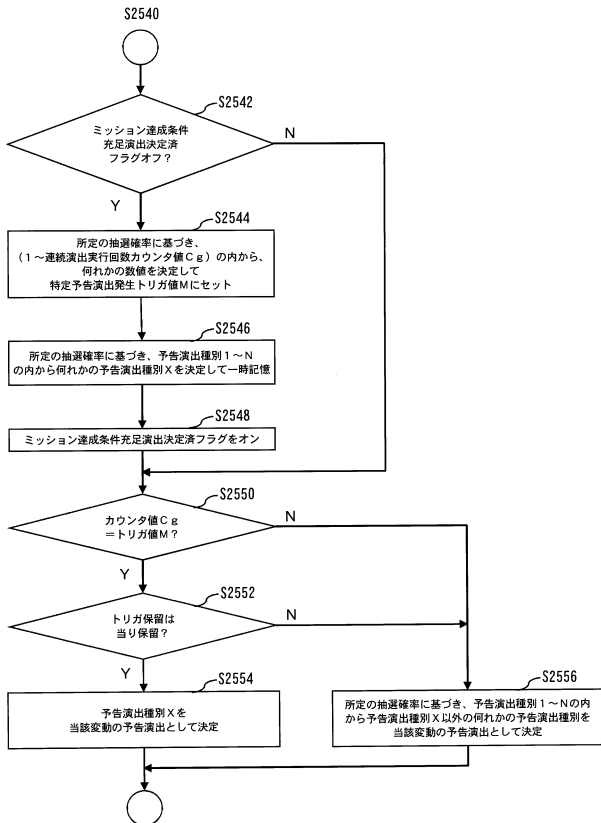 S2540
S2542
ミッション達成条件
充足演出決定済
フラグオフ？
N
Y
S2544
所定の抽選確率に基づき、
（１～連続演出実行回数カウンタ値Ｃｇ）の内から、
何れかの数値を決定して
特定予告演出発生トリガ値Ｍにセット
S2546
所定の抽選確率に基づき、予告演出種別１～Ｎ
の内から何れかの予告演出種別Ｘを決定して一時記憶
S2548
ミッション達成条件充足演出決定済フラグをオン
S2550
カウンタ値Ｃｇ
＝トリガ値Ｍ？
N
Y
S2552
トリガ保留は
当り保留？
N
Y
S2554
予告演出種別Ｘを
当該変動の予告演出として決定
S2556
所定の抽選確率に基づき、予告演出種別１～Ｎの内
から予告演出種別Ｘ以外の何れかの予告演出種別を
当該変動の予告演出として決定